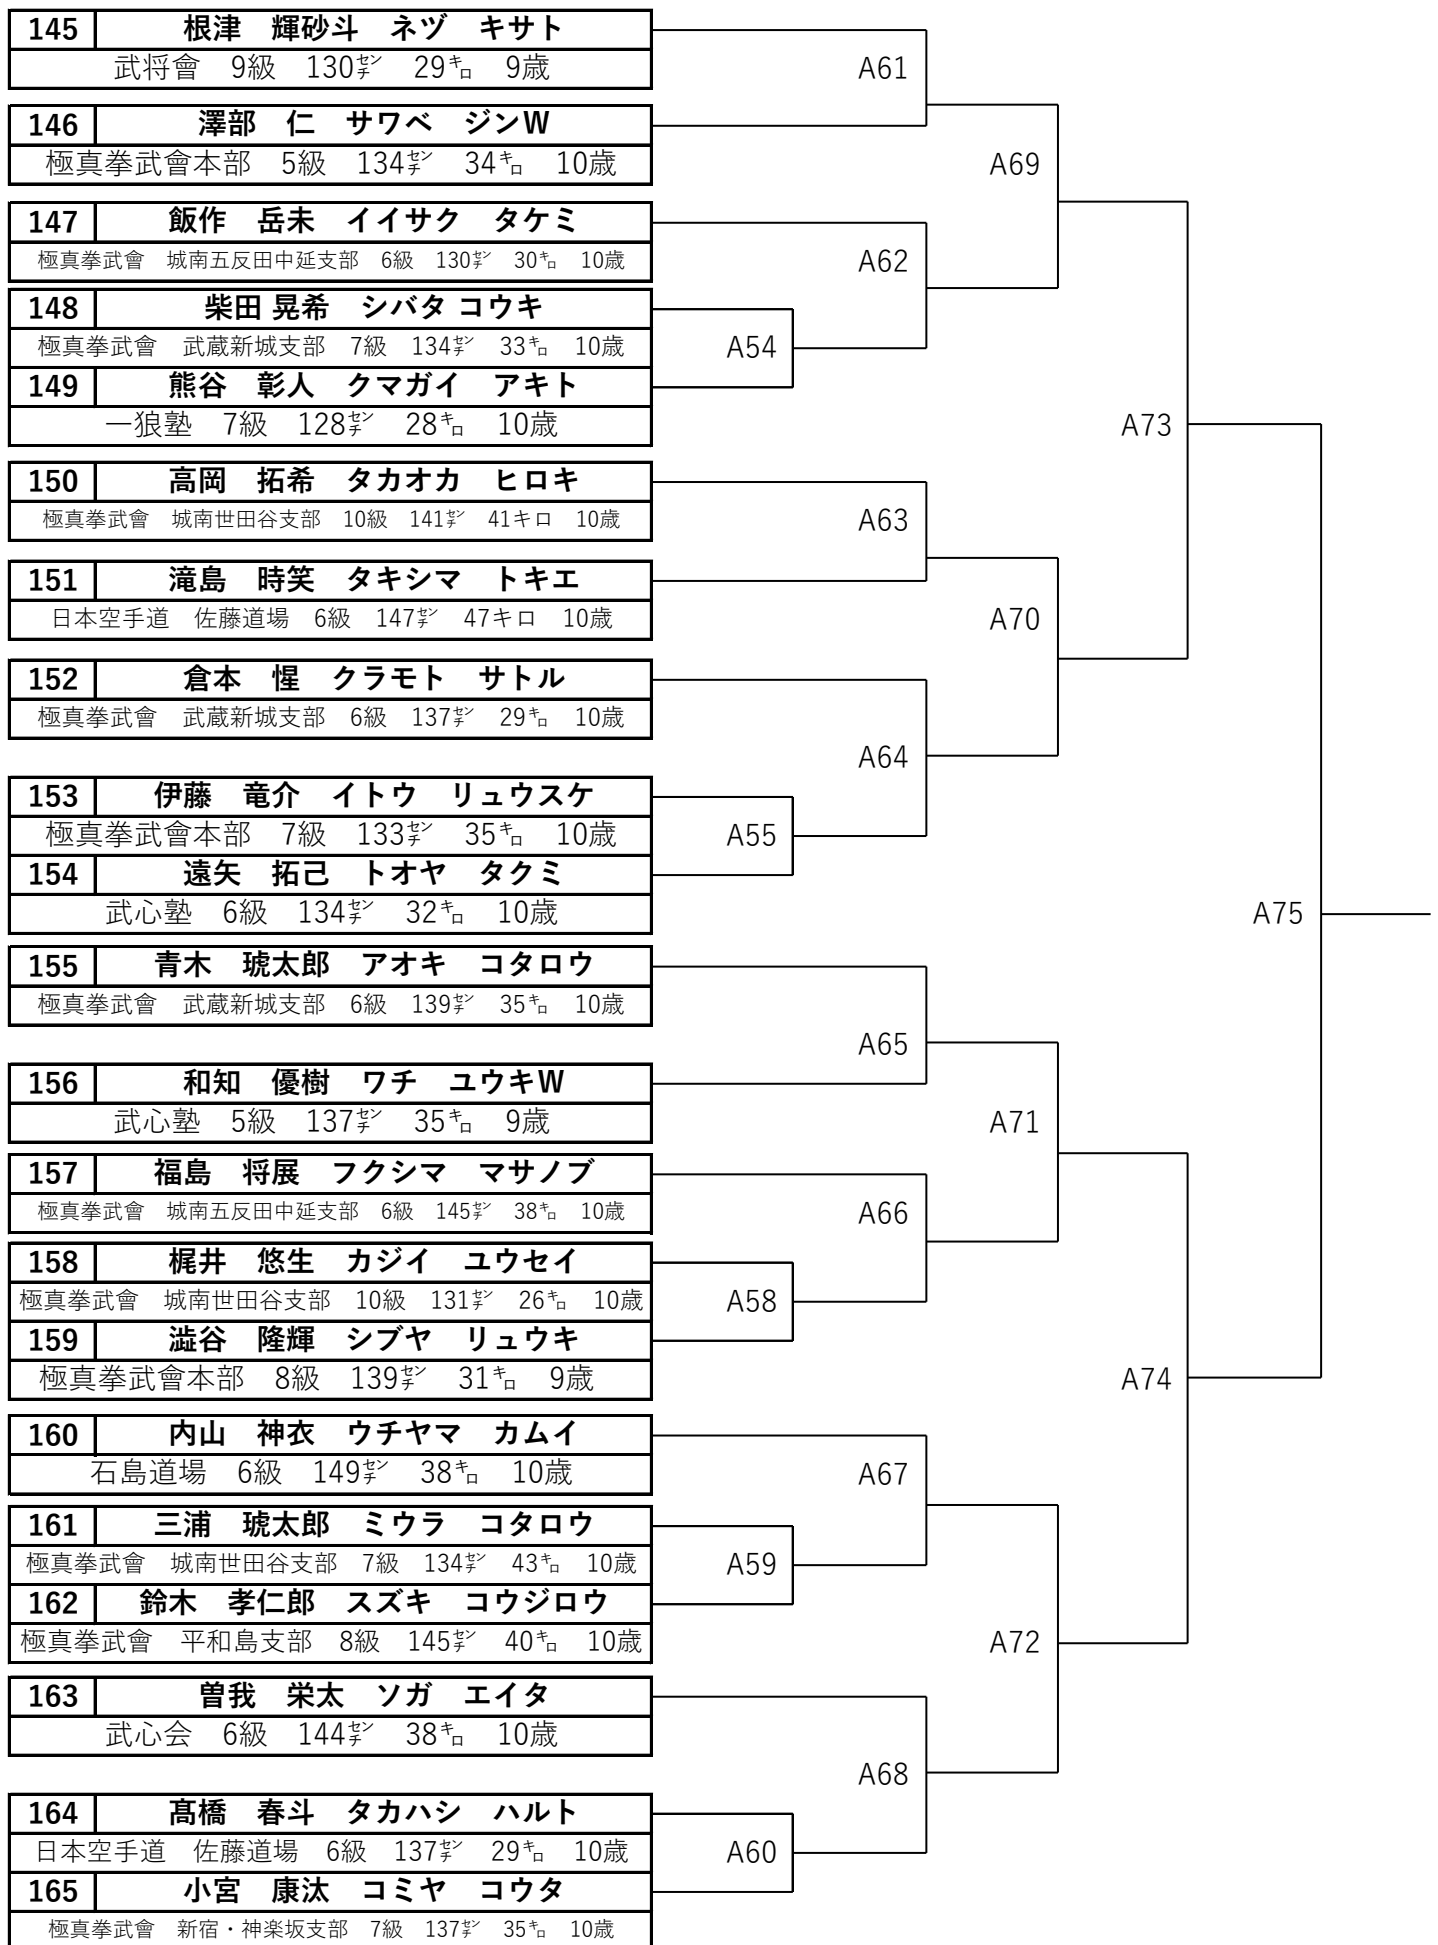 145 根津　輝砂斗　ネヅ　キサト
武将會　9級　130㌢　29㌔　9歳
A61
146 澤部　仁　サワベ　ジンW
極真拳武會本部　5級　134㌢　34㌔　10歳
A69
147 飯作　岳未　イイサク　タケミ
極真拳武會　城南五反田中延支部　6級　130㌢　30㌔　10歳
A62
148 柴田 晃希　シバタ コウキ
極真拳武會　武蔵新城支部　7級　134㌢　33㌔　10歳
A54
149 熊谷　彰人　クマガイ　アキト
一狼塾　7級　128㌢　28㌔　10歳
A73
150 高岡　拓希　タカオカ　ヒロキ
極真拳武會　城南世田谷支部　10級　141㌢　41キロ　10歳
A63
151 滝島　時笑　タキシマ　トキエ
日本空手道　佐藤道場　6級　147㌢　47キロ　10歳
A70
152 倉本　惺　クラモト　サトル
極真拳武會　武蔵新城支部　6級　137㌢　29㌔　10歳
A64
153 伊藤　竜介　イトウ　リュウスケ
極真拳武會本部　7級　133㌢　35㌔　10歳
A55
154 遠矢　拓己　トオヤ　タクミ
武心塾　6級　134㌢　32㌔　10歳
A75
155 青木　琥太郎　アオキ　コタロウ
極真拳武會　武蔵新城支部　6級　139㌢　35㌔　10歳
A65
156 和知　優樹　ワチ　ユウキW
武心塾　5級　137㌢　35㌔　9歳
A71
157 福島　将展　フクシマ　マサノブ
極真拳武會　城南五反田中延支部　6級　145㌢　38㌔　10歳
A66
158 梶井　悠生　カジイ　ユウセイ
極真拳武會　城南世田谷支部　10級　131㌢　26㌔　10歳
A58
159 澁谷　隆輝　シブヤ　リュウキ
極真拳武會本部　8級　139㌢　31㌔　9歳
A74
160 内山　神衣　ウチヤマ　カムイ
石島道場　6級　149㌢　38㌔　10歳
A67
161 三浦　琥太郎　ミウラ　コタロウ
極真拳武會　城南世田谷支部　7級　134㌢　43㌔　10歳
A59
162 鈴木　孝仁郎　スズキ　コウジロウ
極真拳武會　平和島支部　8級　145㌢　40㌔　10歳
A72
163 曽我　栄太　ソガ　エイタ
武心会　6級　144㌢　38㌔　10歳
A68
164 髙橋　春斗　タカハシ　ハルト
日本空手道　佐藤道場　6級　137㌢　29㌔　10歳
A60
165 小宮　康汰　コミヤ　コウタ
極真拳武會　新宿・神楽坂支部　7級　137㌢　35㌔　10歳